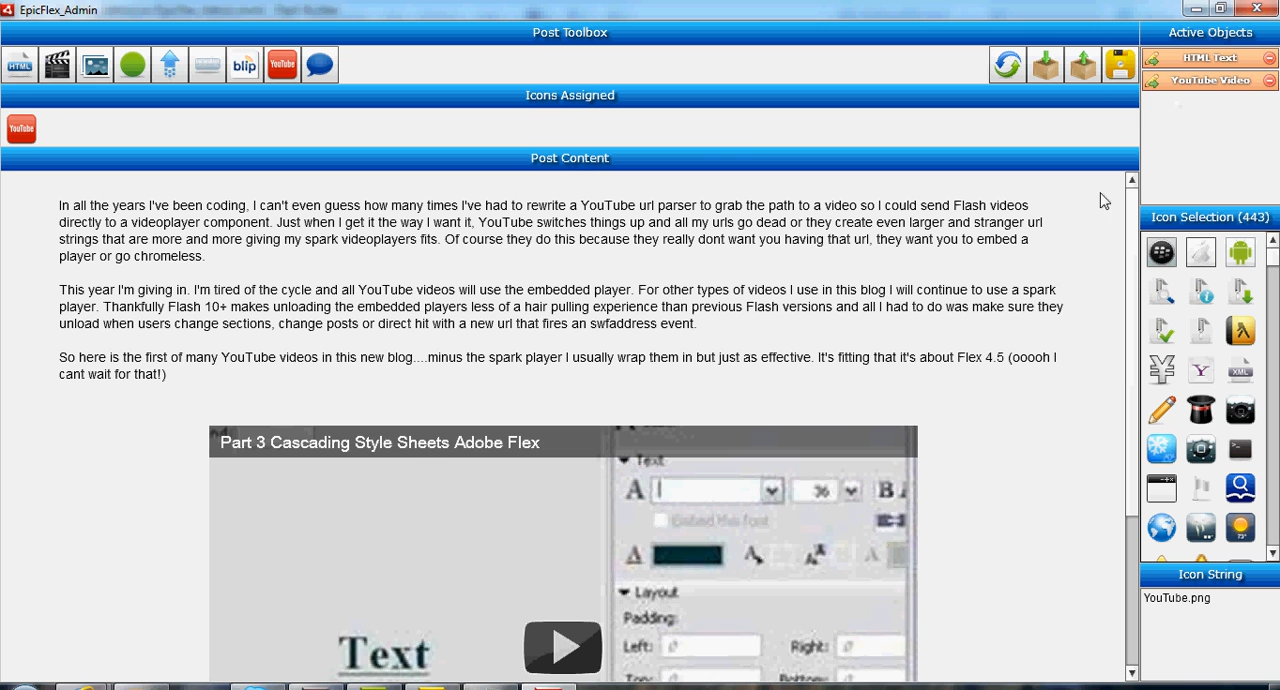 EpicFlex_Admin
Post Toolbox
Active Objects
HTML
blip
YouTube
HTML Text
YouTube Video
Icons Assigned
YouTube
Post Content
Icon Selection (443)
In all the years I've been coding, I can't even guess how many times I've had to rewrite a YouTube url parser to grab the path to a video so I could send Flash videos
directly to a videoplayer component. Just when I get it the way I want it, YouTube switches things up and all my urls go dead or they create even larger and stranger url
strings that are more and more giving my spark videoplayers fits. Of course they do this because they really dont want you having that url, they want you to embed a
player or go chromeless.
This year I'm giving in. I'm tired of the cycle and all YouTube videos will use the embedded player. For other types of videos I use in this blog I will continue to use a spark
player. Thankfully Flash 10+ makes unloading the embedded players less of a hair pulling experience than previous Flash versions and all I had to do was make sure they
unload when users change sections, change posts or direct hit with a new url that fires an swfaddress event.
So here is the first of many YouTube videos in this new blog....minus the spark player I usually wrap them in but just as effective. It's fitting that it's about Flex 4.5 (ooooh I
cant wait for that!)
Part 3 Cascading Style Sheets Adobe Flex
Text
A
36
B
Embed this font
Layout
Padding:
Left:
Right:
Text
XML
73°
Icon String
YouTube.png